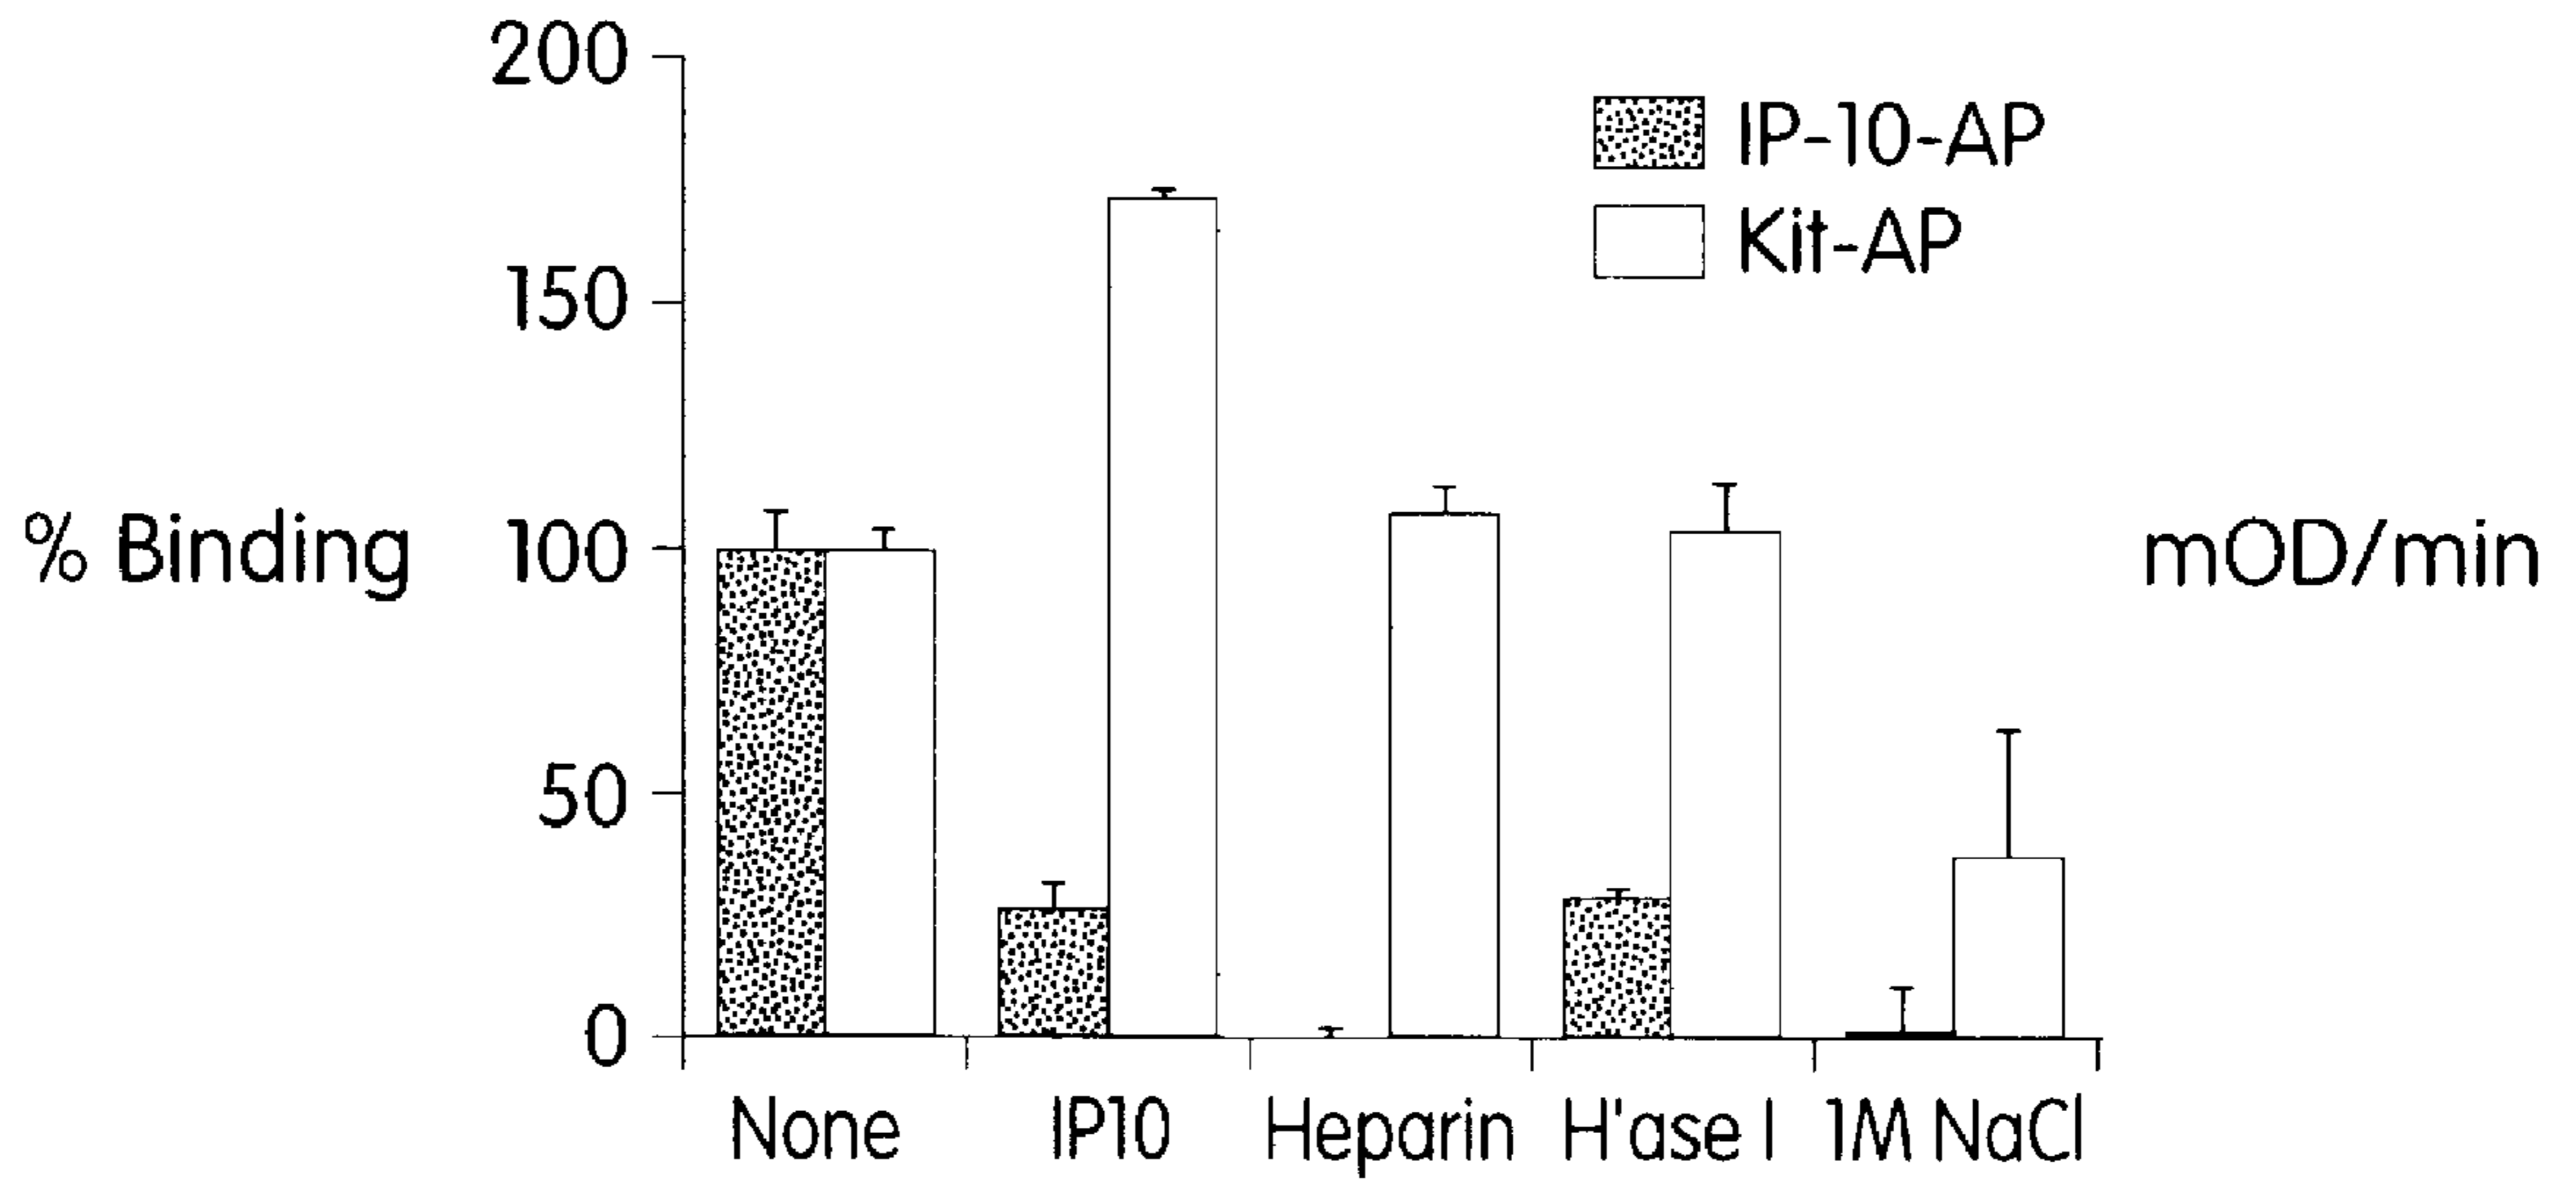 200
150
100
50
0
% Binding
IP-10-AP
Kit-AP
mOD/min
None
IP10
Heparin
H'ase I
1M NaCl